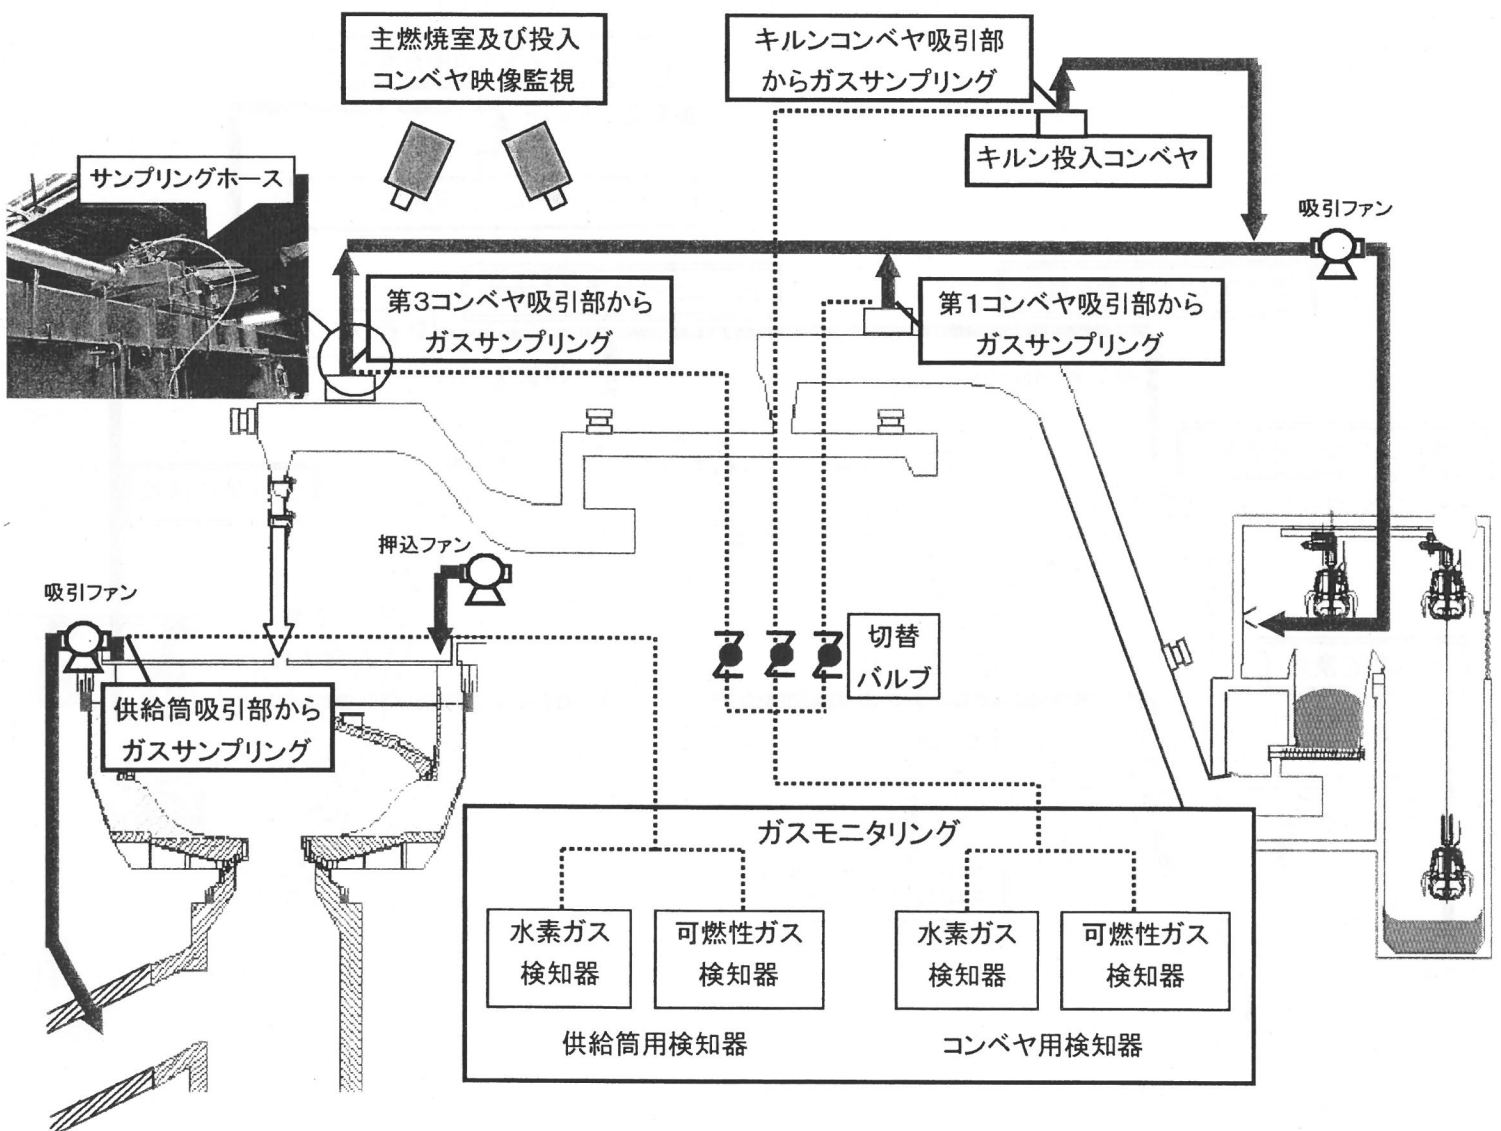 主燃焼室及び投入
コンベヤ映像監視
キルンコンベヤ吸引部
からガスサンプリング
キルン投入コンベヤ
サンプリングホース
吸引ファン
第3コンベヤ吸引部から
ガスサンプリング
第1コンベヤ吸引部から
ガスサンプリング
押込ファン
吸引ファン
切替
バルブ
供給筒吸引部から
ガスサンプリング
ガスモニタリング
水素ガス
検知器
可燃性ガス
検知器
水素ガス
検知器
可燃性ガス
検知器
供給筒用検知器
コンベヤ用検知器